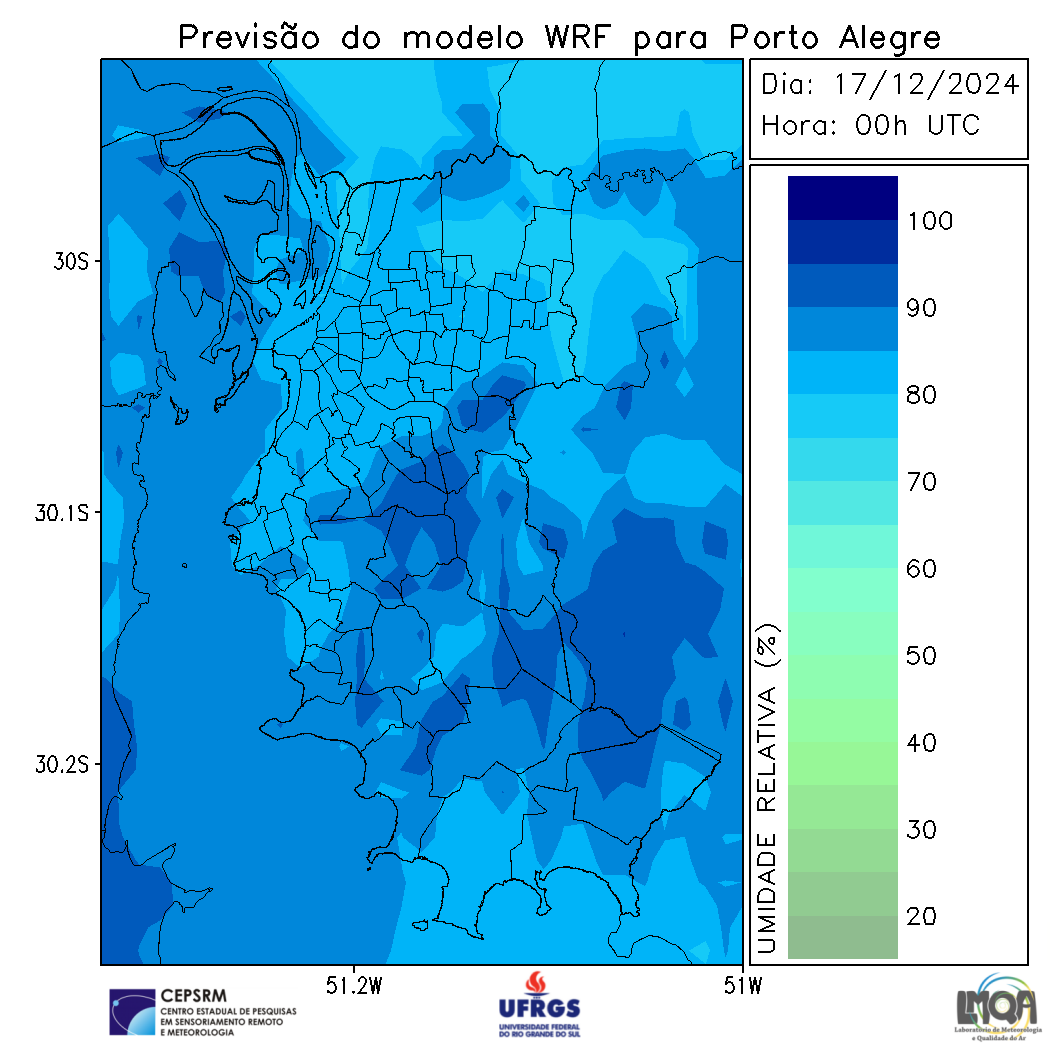 Previsão do modelo WRF para Porto Alegre
Dia: 17/12/2024
Hora: 00h UTC
30S
30.1S
30.2S
51.2W
51W
100
90
80
70
60
50
40
30
20
UMIDADE RELATIVA (%)
CEPSRM
CENTRO ESTADUAL DE PESQUISAS
EM SENSORIAMENTO REMOTO
E METEOROLOGIA
UFRGS
UNIVERSIDADE FEDERAL
DO RIO GRANDE DO SUL
LMQA
Laboratório de Meteorologia
e Qualidade do Ar